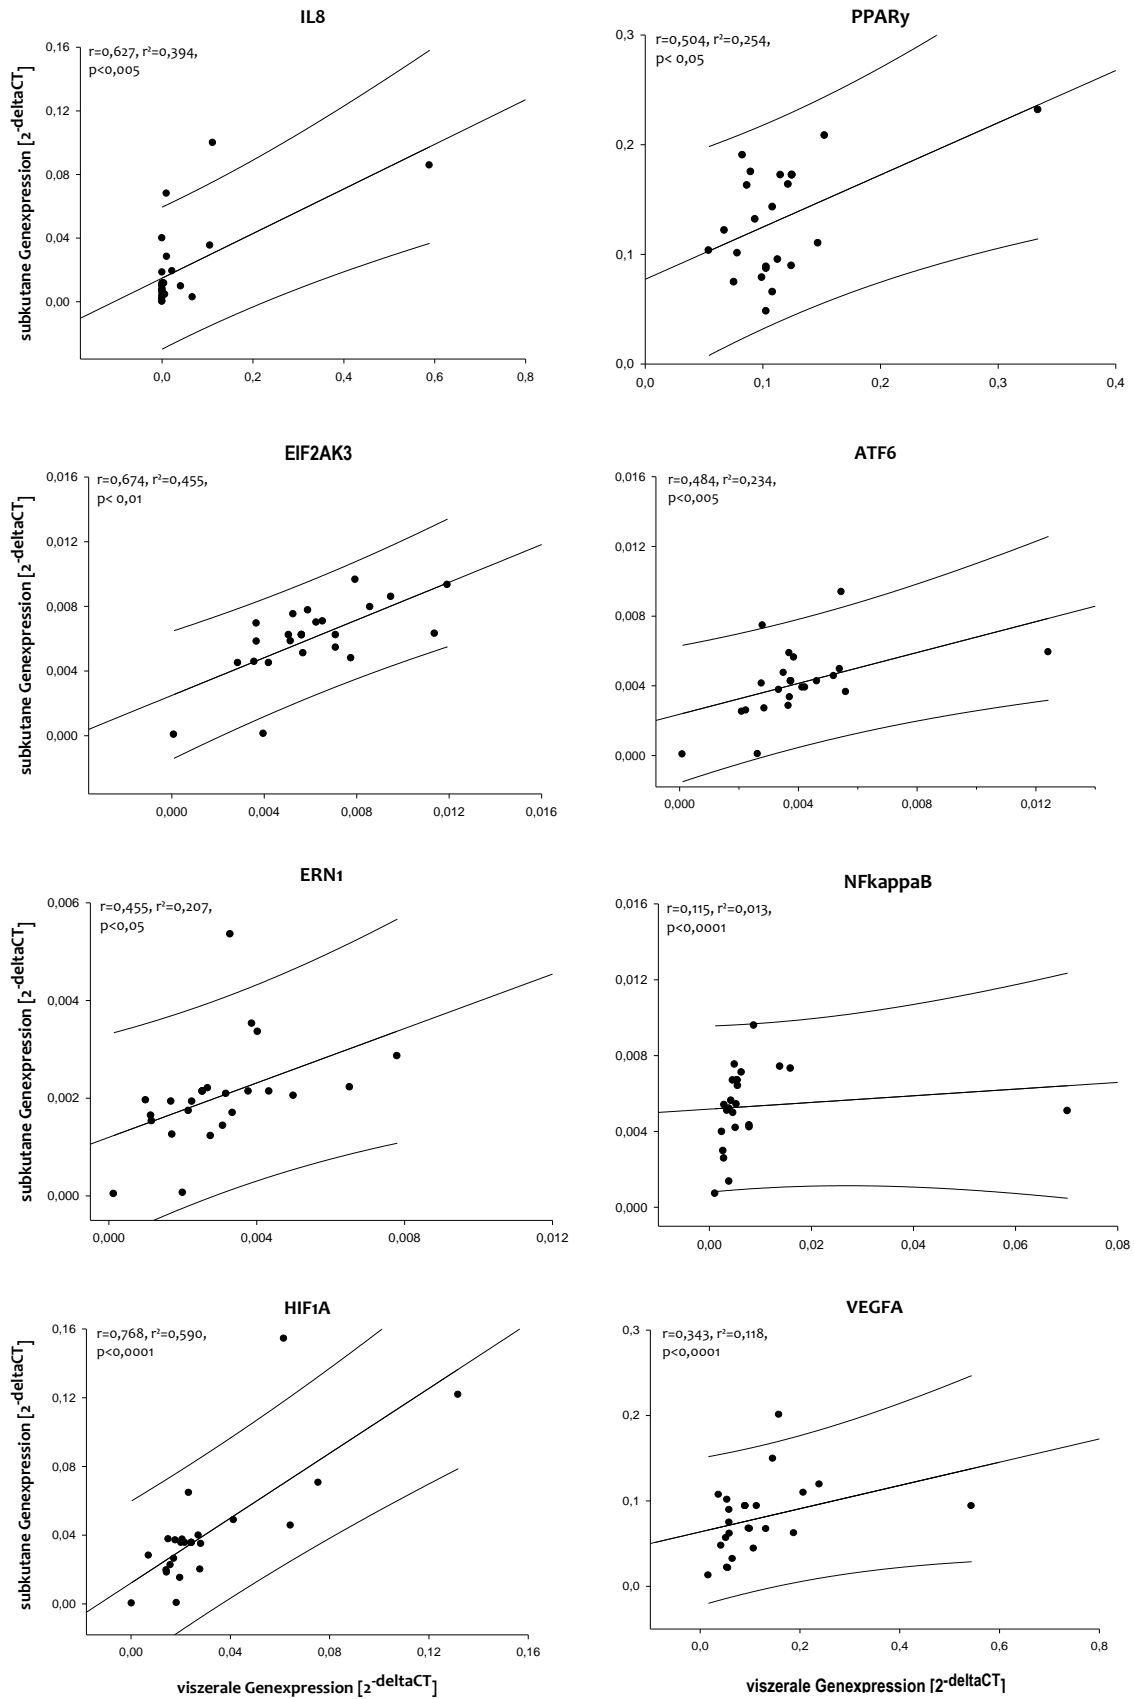 IL8
r=0,627, r²=0,394,
p<0,005
0,16
0,12
0,08
0,04
0,00
0,0
0,2
0,4
0,6
0,8
subkutane Genexpression [2^-deltaCT]
PPARy
r=0,504, r²=0,254,
p< 0,05
0,3
0,2
0,1
0,0
0,0
0,1
0,2
0,3
0,4
EIF2AK3
r=0,674, r²=0,455,
p< 0,01
0,016
0,012
0,008
0,004
0,000
0,000
0,004
0,008
0,012
0,016
subkutane Genexpression [2^-deltaCT]
ATF6
r=0,484, r²=0,234,
p<0,005
0,016
0,012
0,008
0,004
0,000
0,000
0,004
0,008
0,012
ERN1
r=0,455, r²=0,207,
p<0,05
0,006
0,004
0,002
0,000
0,000
0,004
0,008
0,012
subkutane Genexpression [2^-deltaCT]
NFkappaB
r=0,115, r²=0,013,
p<0,0001
0,016
0,012
0,008
0,004
0,000
0,00
0,02
0,04
0,06
0,08
HIF1A
r=0,768, r²=0,590,
p<0,0001
0,16
0,12
0,08
0,04
0,00
0,00
0,04
0,08
0,12
0,16
subkutane Genexpression [2^-deltaCT]
viszerale Genexpression [2^-deltaCT]
VEGFA
r=0,343, r²=0,118,
p<0,0001
0,3
0,2
0,1
0,0
0,0
0,2
0,4
0,6
0,8
viszerale Genexpression [2^-deltaCT]